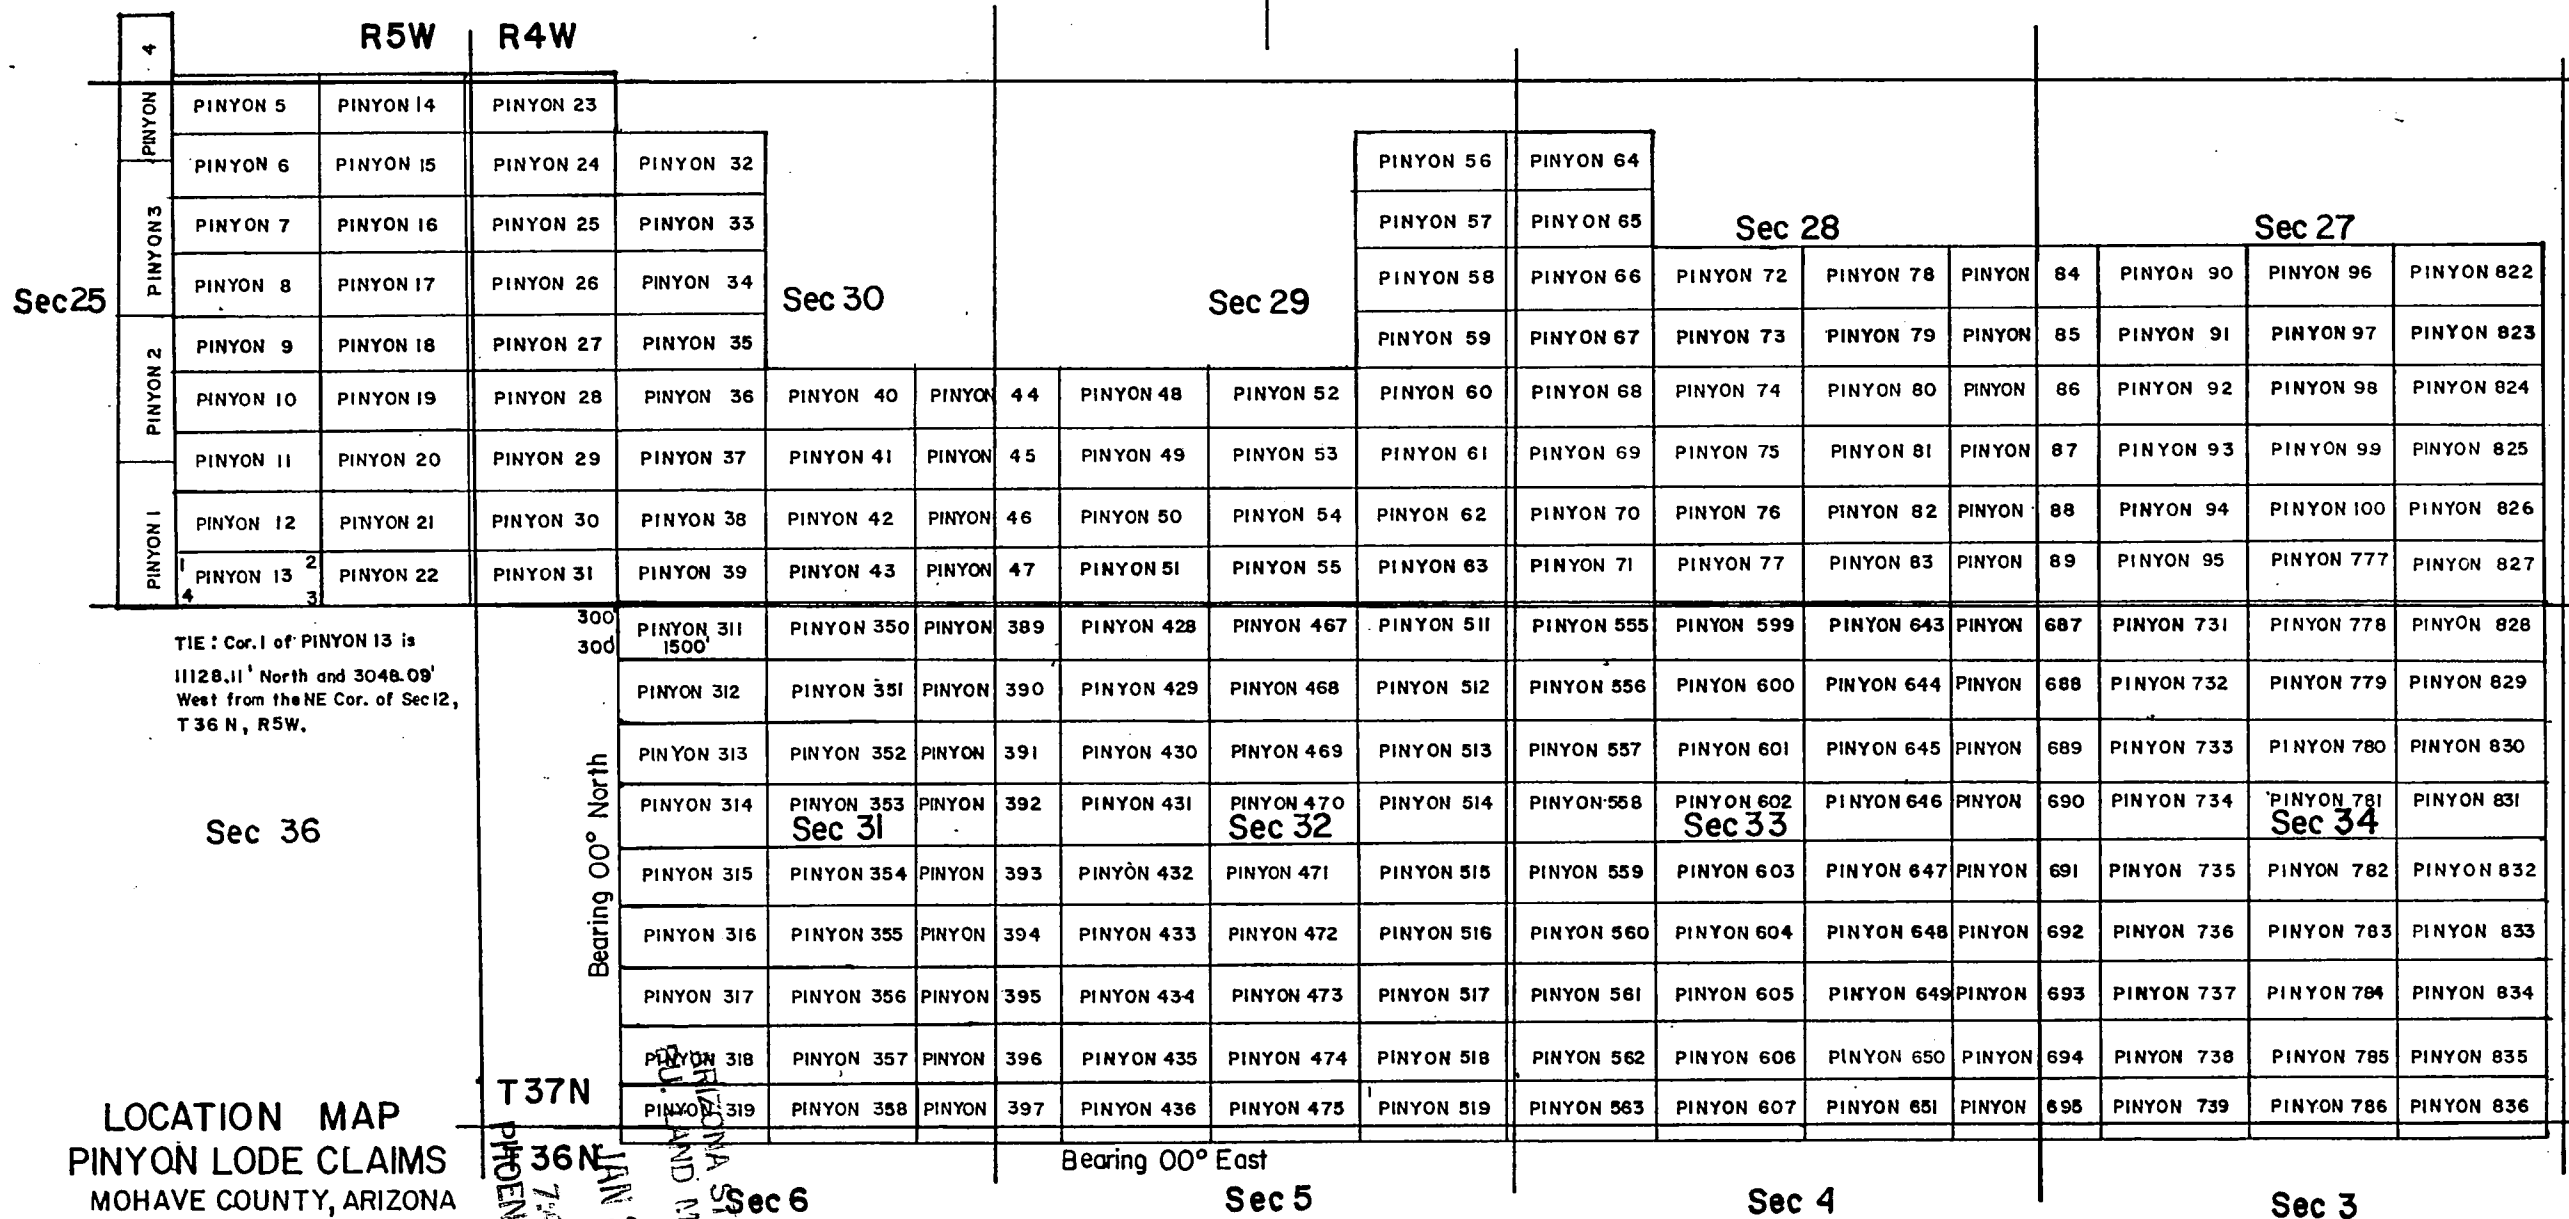 R5W R4W
PINYON 4
PINYON 5 PINYON 14 PINYON 23
PINYON 6 PINYON 15 PINYON 24 PINYON 32 PINYON 56 PINYON 64
PINYON 3
PINYON 7 PINYON 16 PINYON 25 PINYON 33 PINYON 57 PINYON 65 Sec 28 Sec 27
Sec 25 PINYON 8 PINYON 17 PINYON 26 PINYON 34 Sec 30 Sec 29 PINYON 58 PINYON 66 PINYON 72 PINYON 78 PINYON 84 PINYON 90 PINYON 96 PINYON 822
PINYON 2
PINYON 9 PINYON 18 PINYON 27 PINYON 35 PINYON 59 PINYON 67 PINYON 73 PINYON 79 PINYON 85 PINYON 91 PINYON 97 PINYON 823
PINYON 10 PINYON 19 PINYON 28 PINYON 36 PINYON 40 PINYON 44 PINYON 48 PINYON 52 PINYON 60 PINYON 68 PINYON 74 PINYON 80 PINYON 86 PINYON 92 PINYON 98 PINYON 824
PINYON 11 PINYON 20 PINYON 29 PINYON 37 PINYON 41 PINYON 45 PINYON 49 PINYON 53 PINYON 61 PINYON 69 PINYON 75 PINYON 81 PINYON 87 PINYON 93 PINYON 99 PINYON 825
PINYON 1
PINYON 12 PINYON 21 PINYON 30 PINYON 38 PINYON 42 PINYON 46 PINYON 50 PINYON 54 PINYON 62 PINYON 70 PINYON 76 PINYON 82 PINYON 88 PINYON 94 PINYON 100 PINYON 826
1 2
PINYON 13 PINYON 22 PINYON 31 PINYON 39 PINYON 43 PINYON 47 PINYON 51 PINYON 55 PINYON 63 PINYON 71 PINYON 77 PINYON 83 PINYON 89 PINYON 95 PINYON 777 PINYON 827
4 3
TIE: Cor. 1 of PINYON 13 is
11128.11' North and 3048.09'
West from the NE Cor. of Sec 12,
T 36 N, R5W.
300'
300'
PINYON 311 PINYON 350 PINYON 389 PINYON 428 PINYON 467 PINYON 511 PINYON 555 PINYON 599 PINYON 643 PINYON 687 PINYON 731 PINYON 778 PINYON 828
1500'
PINYON 312 PINYON 351 PINYON 390 PINYON 429 PINYON 468 PINYON 512 PINYON 556 PINYON 600 PINYON 644 PINYON 688 PINYON 732 PINYON 779 PINYON 829
PINYON 313 PINYON 352 PINYON 391 PINYON 430 PINYON 469 PINYON 513 PINYON 557 PINYON 601 PINYON 645 PINYON 689 PINYON 733 PINYON 780 PINYON 830
Bearing 00° North
PINYON 314 PINYON 353 PINYON 392 PINYON 431 PINYON 470 PINYON 514 PINYON 558 PINYON 602 PINYON 646 PINYON 690 PINYON 734 PINYON 781 PINYON 831
Sec 36 Sec 31 Sec 32 Sec 33 Sec 34
PINYON 315 PINYON 354 PINYON 393 PINYON 432 PINYON 471 PINYON 515 PINYON 559 PINYON 603 PINYON 647 PINYON 691 PINYON 735 PINYON 782 PINYON 832
PINYON 316 PINYON 355 PINYON 394 PINYON 433 PINYON 472 PINYON 516 PINYON 560 PINYON 604 PINYON 648 PINYON 692 PINYON 736 PINYON 783 PINYON 833
PINYON 317 PINYON 356 PINYON 395 PINYON 434 PINYON 473 PINYON 517 PINYON 561 PINYON 605 PINYON 649 PINYON 693 PINYON 737 PINYON 784 PINYON 834
PINYON 318 PINYON 357 PINYON 396 PINYON 435 PINYON 474 PINYON 518 PINYON 562 PINYON 606 PINYON 650 PINYON 694 PINYON 738 PINYON 785 PINYON 835
T 37N
PINYON 319 PINYON 358 PINYON 397 PINYON 436 PINYON 475 PINYON 519 PINYON 563 PINYON 607 PINYON 651 PINYON 695 PINYON 739 PINYON 786 PINYON 836
T 36N
Bearing 00° East
Sec 6 Sec 5 Sec 4 Sec 3
LOCATION MAP
PINYON LODE CLAIMS
MOHAVE COUNTY, ARIZONA
ARIZONA
LAND
JAN